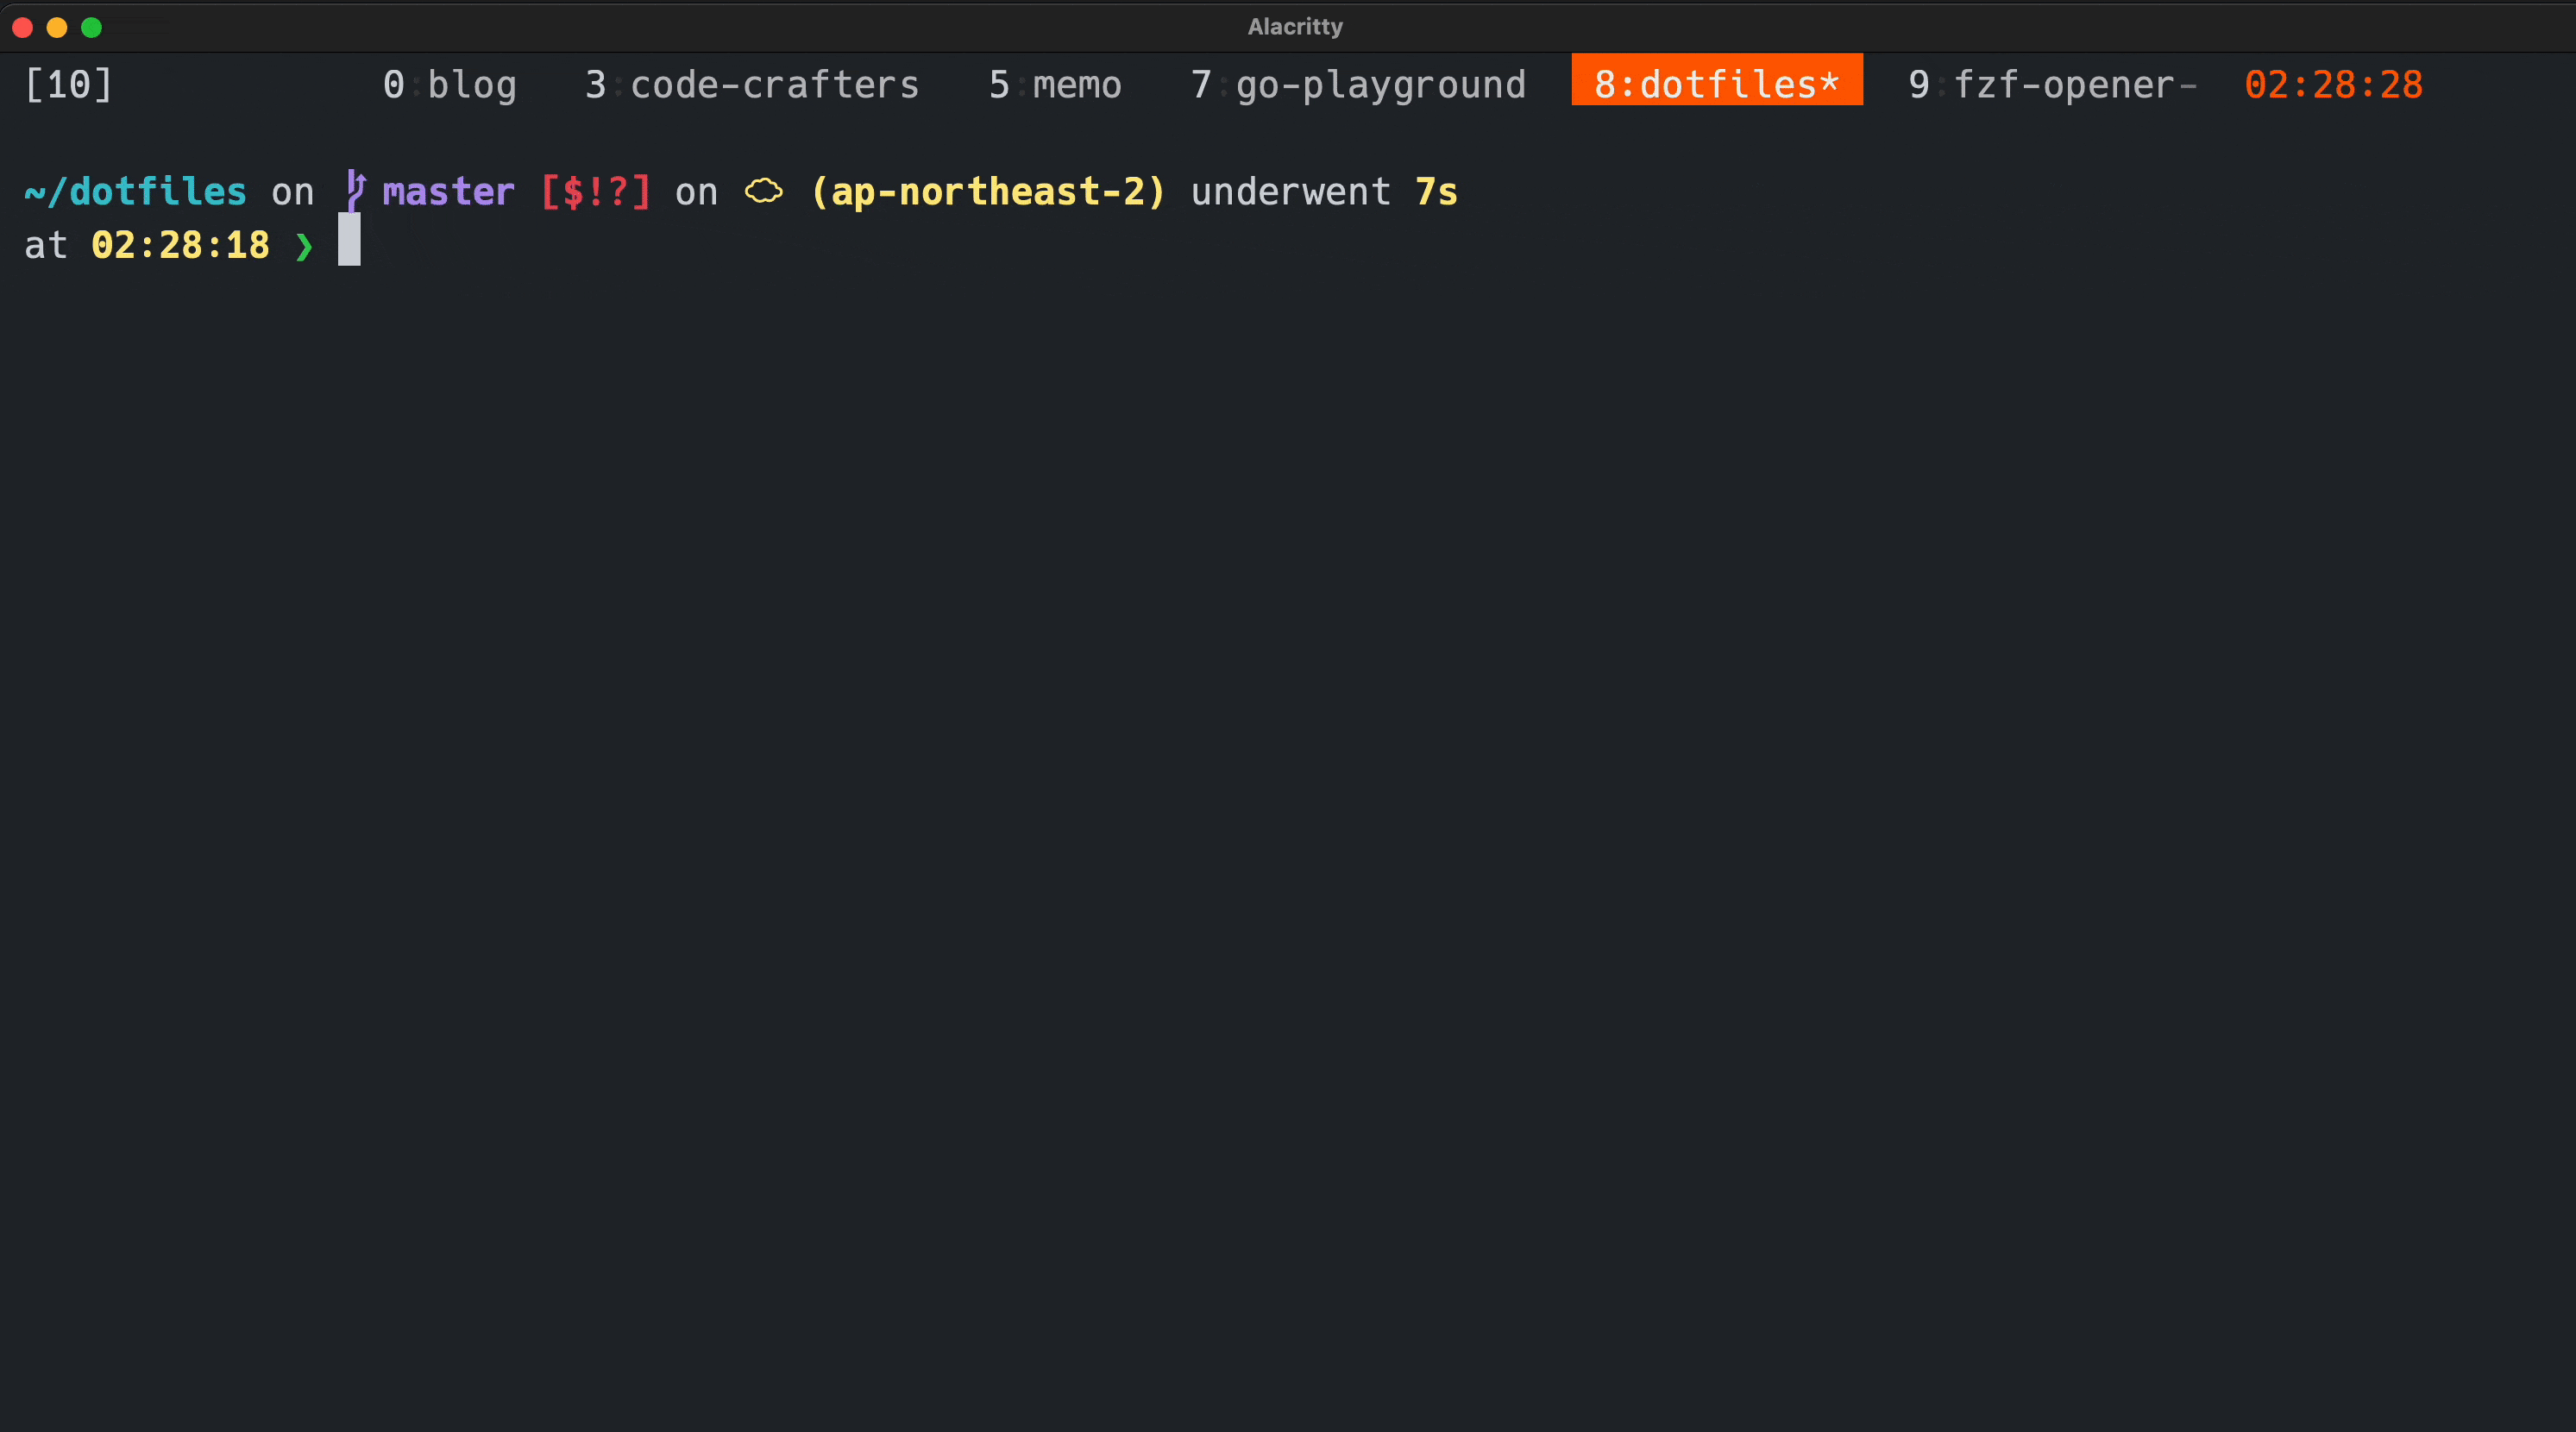 Alacritty
[10] 0:blog 3:code-crafters 5:memo 7:go-playground 8:dotfiles* 9:fzf-opener- 02:28:28
~/dotfiles on master [$!?] on (ap-northeast-2) underwent 7s
at 02:28:18 ❯